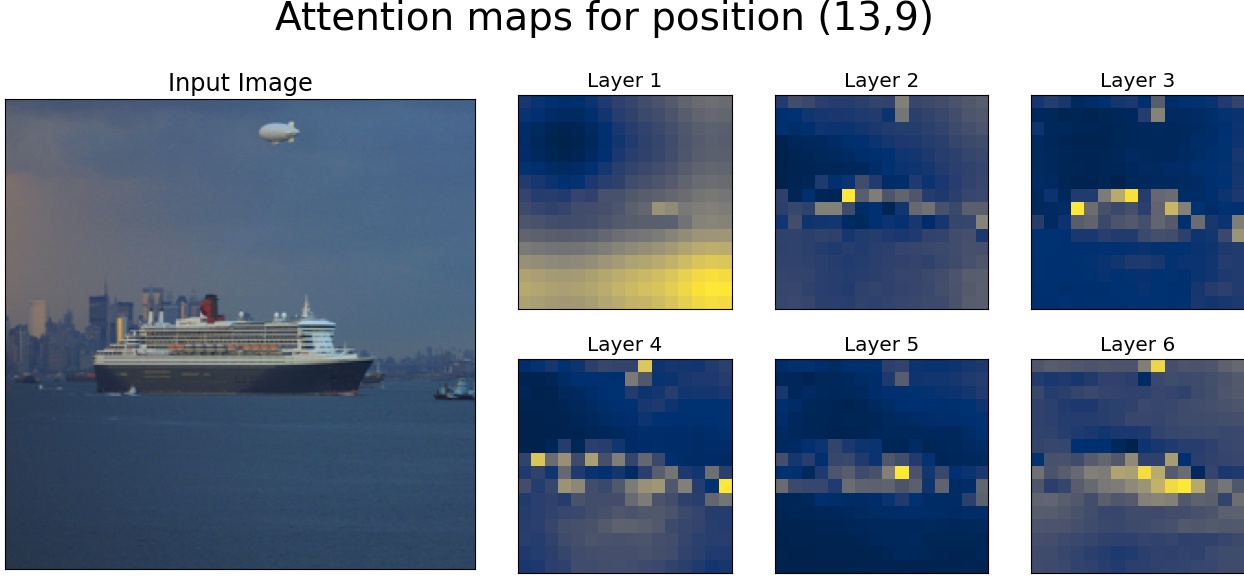 Attention maps for position (13,9)
Input Image
Layer 1
Layer 2
Layer 3
Layer 4
Layer 5
Layer 6